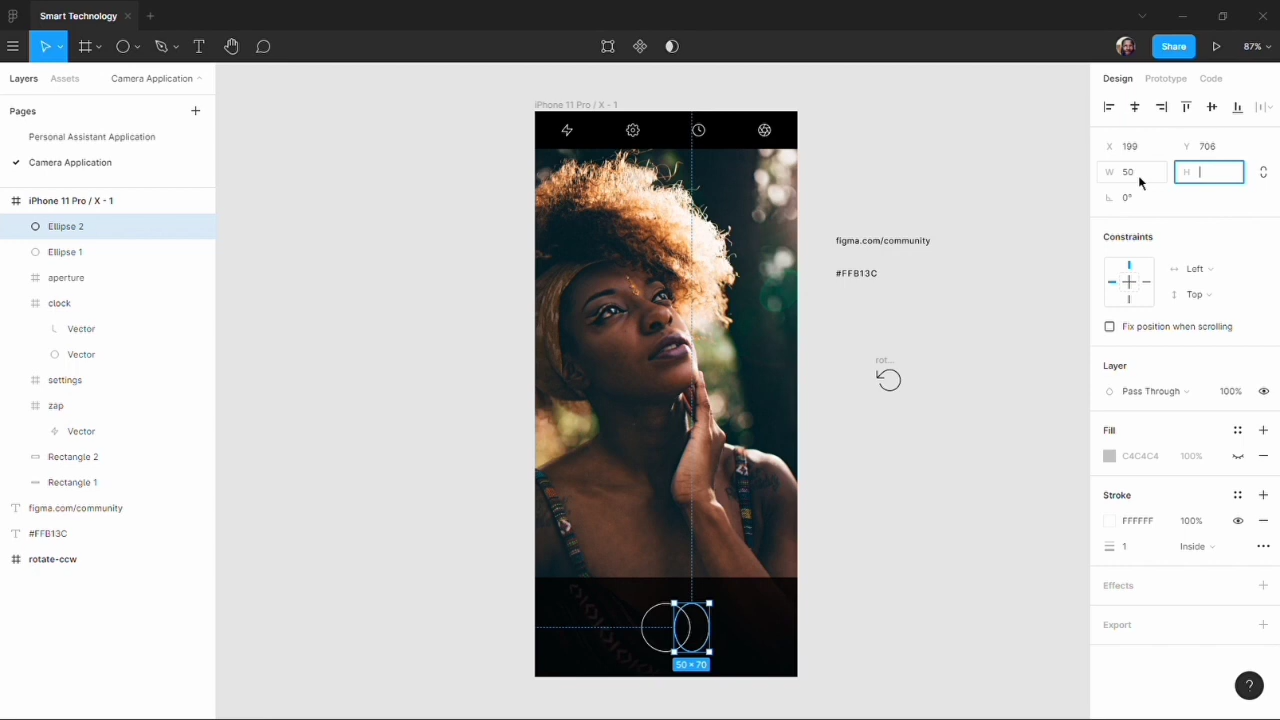 Smart Technology
Share
87%
Layers
Assets
Camera Application
Pages
Personal Assistant Application
Camera Application
iPhone 11 Pro / X - 1
Ellipse 2
Ellipse 1
aperture
clock
Vector
Vector
settings
zap
Vector
Rectangle 2
Rectangle 1
figma.com/community
#FFB13C
rotate-ccw
iPhone 11 Pro / X - 1
50 × 70
figma.com/community
#FFB13C
rot...
Design
Prototype
Code
X 199
Y 706
W 50
H
0°
Constraints
Left
Top
Fix position when scrolling
Layer
Pass Through
100%
Fill
C4C4C4
100%
Stroke
FFFFFF
100%
1
Inside
Effects
Export
?